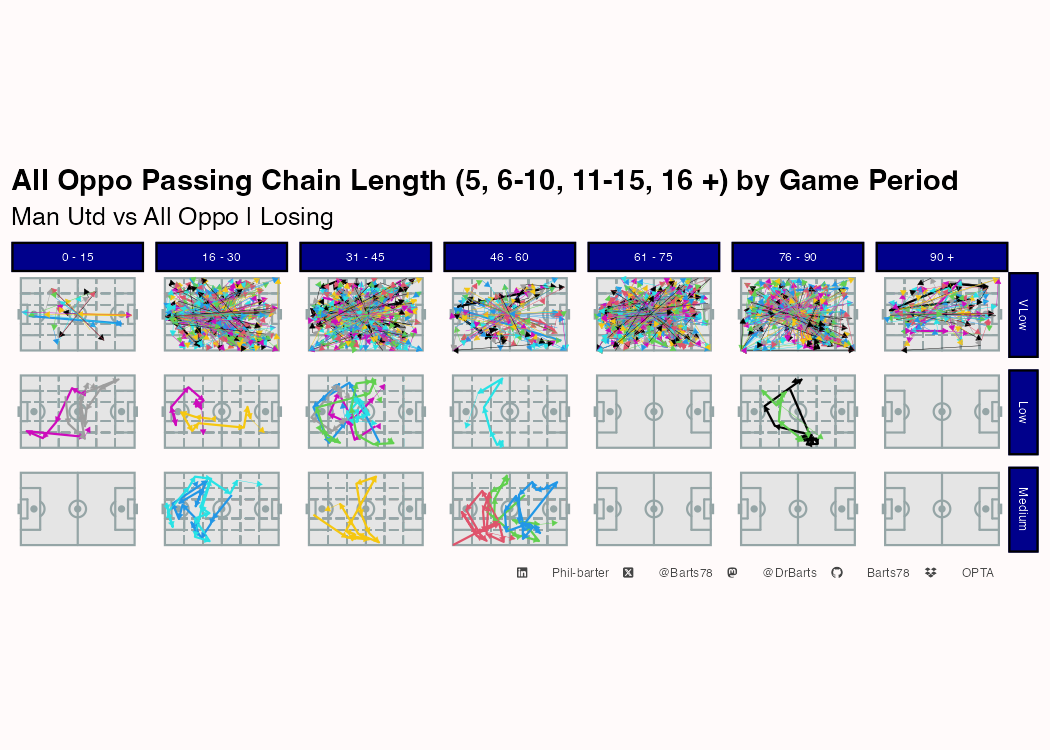 All Oppo Passing Chain Length (5, 6-10, 11-15, 16 +) by Game Period
Man Utd vs All Oppo | Losing
0 - 15 16 - 30 31 - 45 46 - 60 61 - 75 76 - 90 90 +
VLow
Low
Medium
Phil-barter @Barts78 @DrBarts Barts78 OPTA